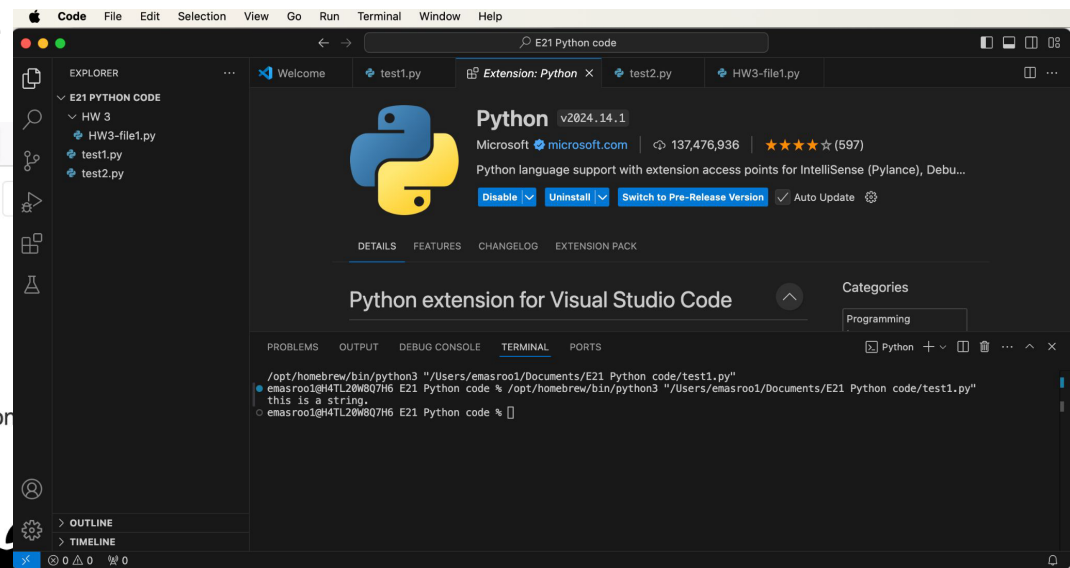 Code File Edit Selection View Go Run Terminal Window Help
E21 Python code
EXPLORER
E21 PYTHON CODE
HW 3
HW3-file1.py
test1.py
test2.py
OUTLINE
TIMELINE
Welcome test1.py Extension: Python test2.py HW3-file1.py
Python v2024.14.1
Microsoft microsoft.com 137,476,936 (597)
Python language support with extension access points for IntelliSense (Pylance), Debu...
Disable Uninstall Switch to Pre-Release Version Auto Update
DETAILS FEATURES CHANGELOG EXTENSION PACK
Python extension for Visual Studio Code
Categories
Programming
PROBLEMS OUTPUT DEBUG CONSOLE TERMINAL PORTS Python
/opt/homebrew/bin/python3 "/Users/emasroo1/Documents/E21 Python code/test1.py"
emasroo1@H4TL20W8Q7H6 E21 Python code % /opt/homebrew/bin/python3 "/Users/emasroo1/Documents/E21 Python code/test1.py"
this is a string.
emasroo1@H4TL20W8Q7H6 E21 Python code %
0 0 0